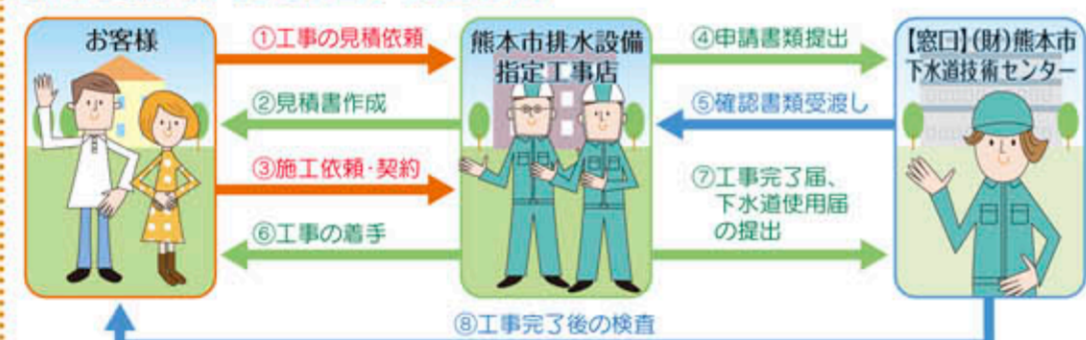 お客様
①工事の見積依頼
熊本市排水設備
指定工事店
④申請書類提出
【窓口】(財)熊本市
下水道技術センター
②見積書作成
⑤確認書類受渡し
③施工依頼・契約
⑦工事完了届、
下水道使用届
の提出
⑥工事の着手
⑧工事完了後の検査